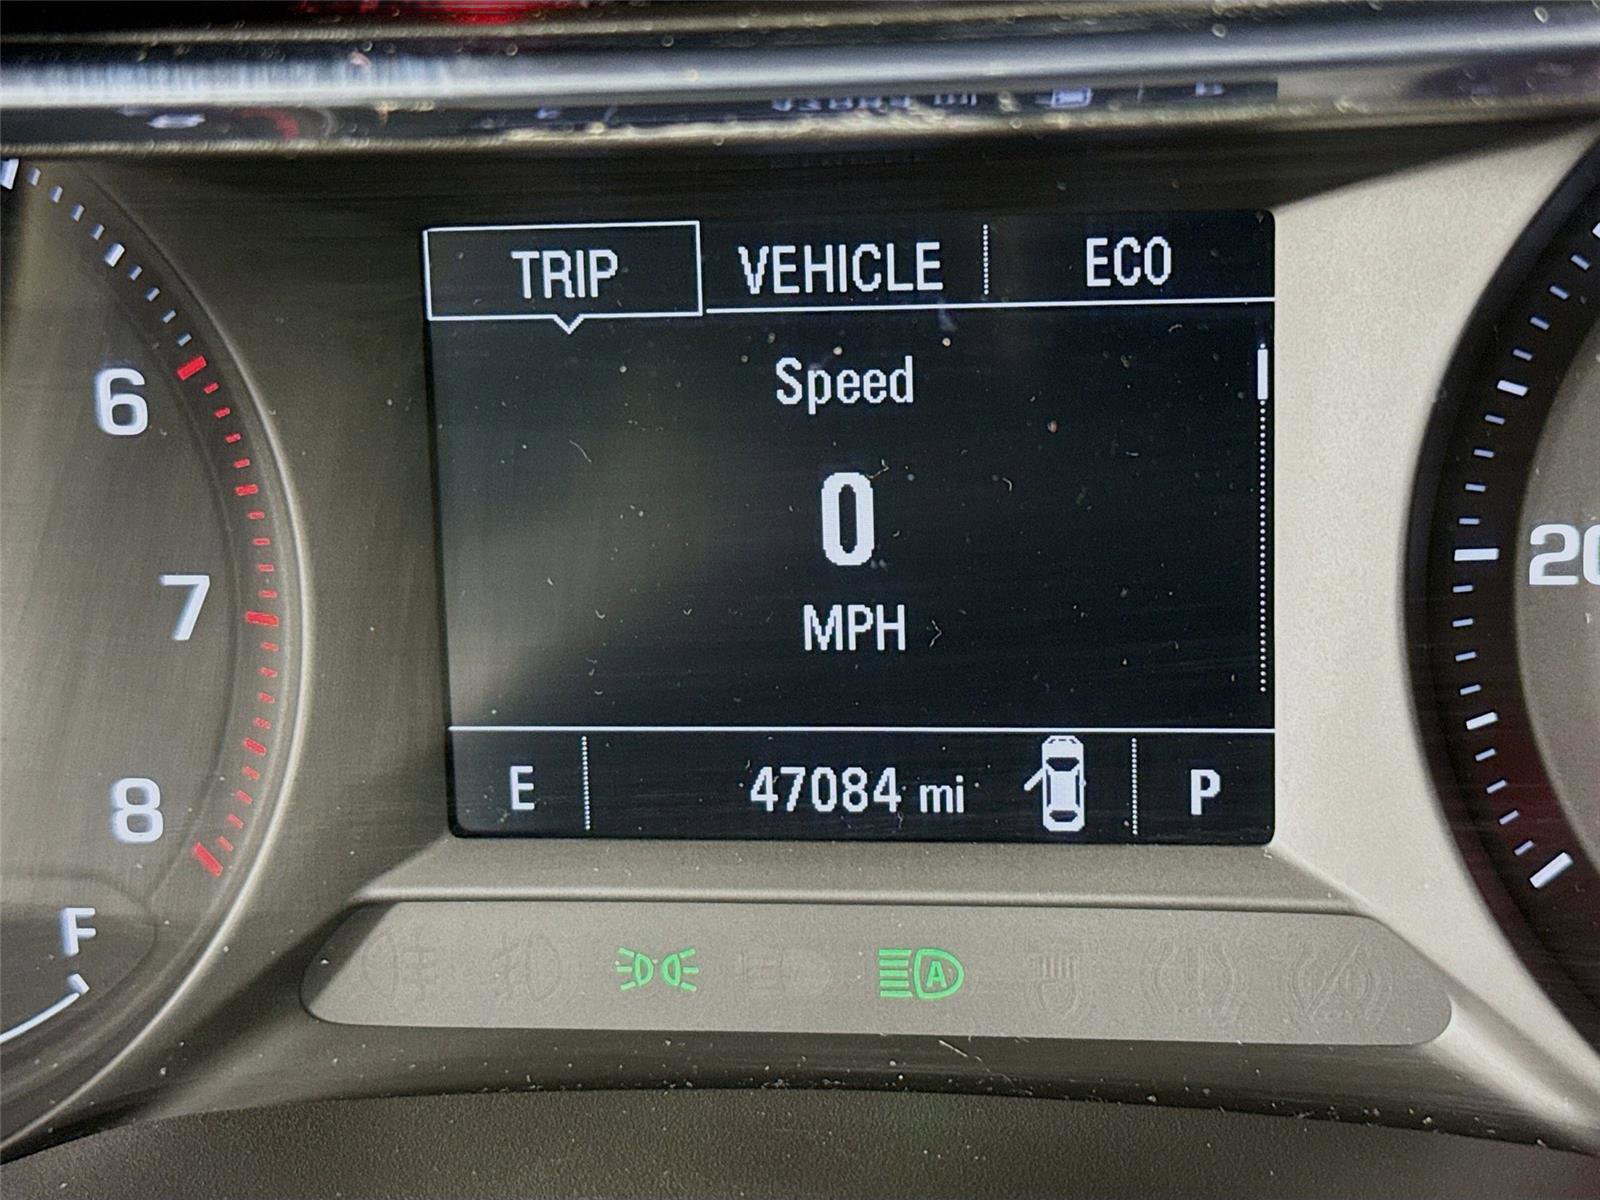 TRIP VEHICLE ECO
Speed
6
0
7
MPH
20
E 47084 mi P
8
F
A